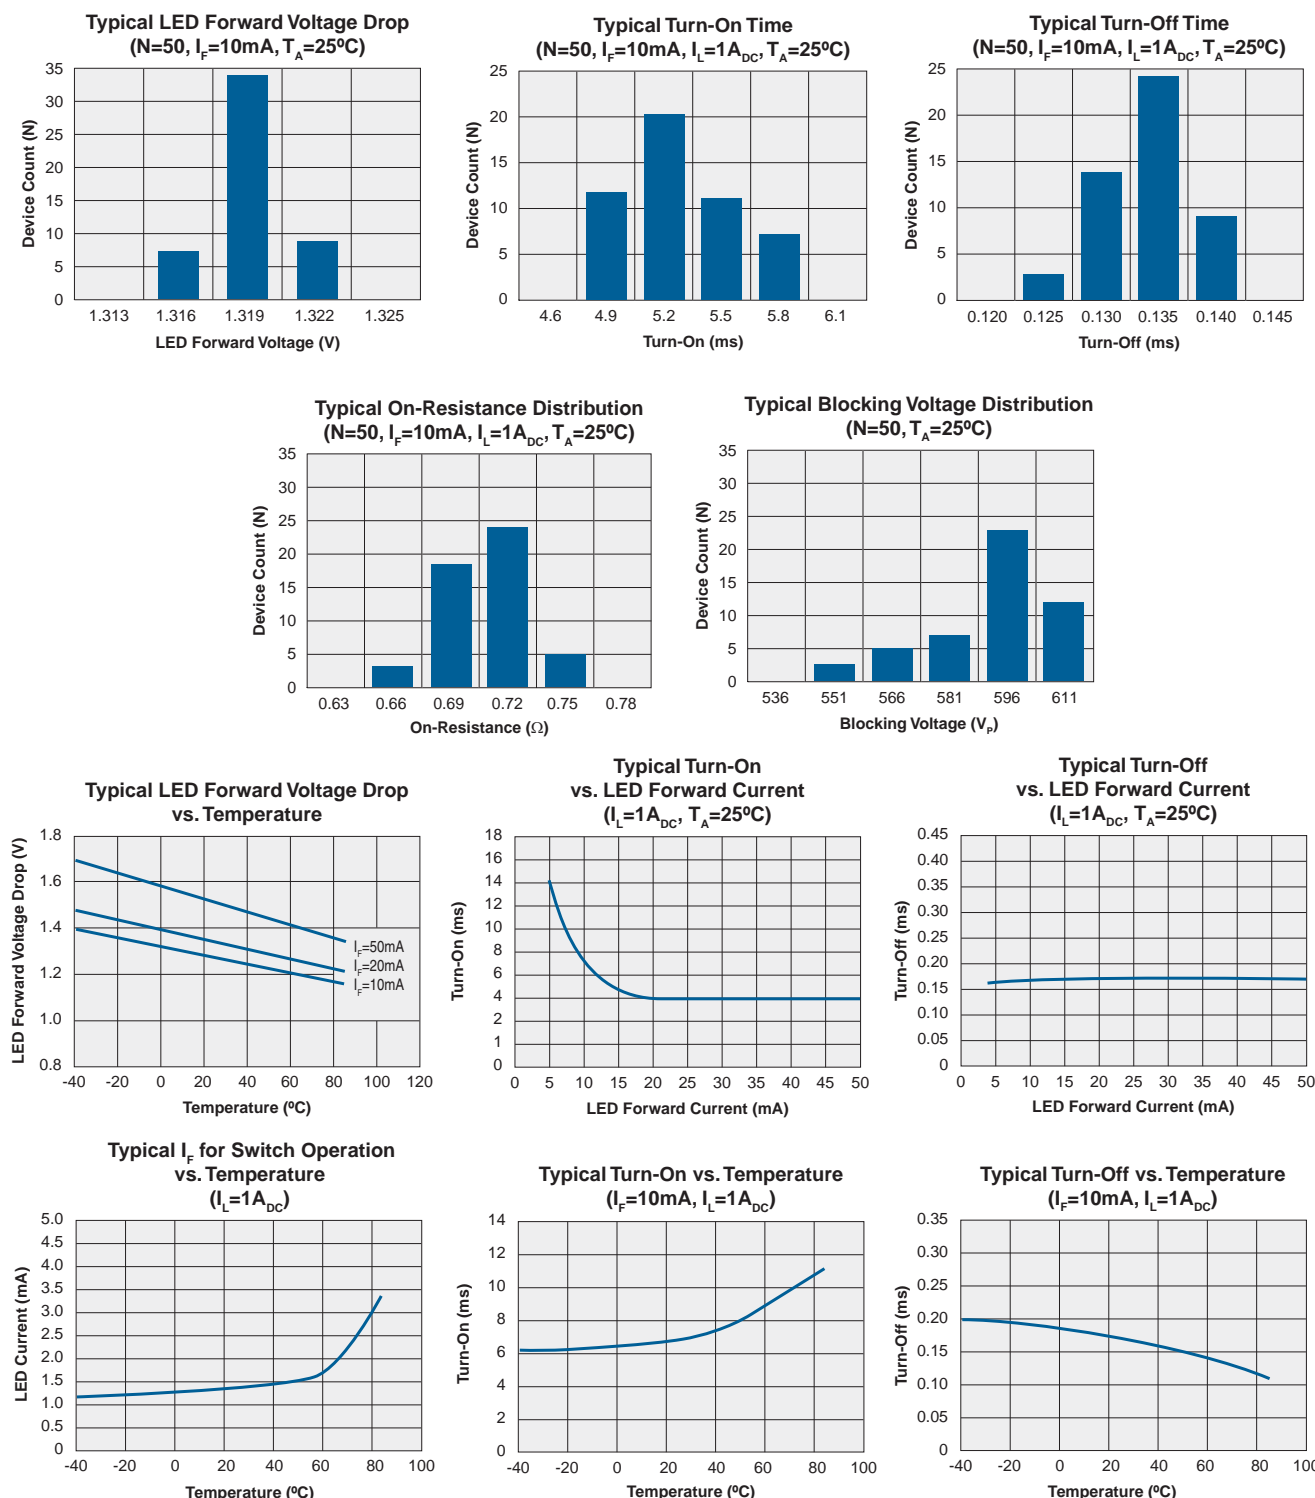 Typical LED Forward Voltage Drop
(N=50, IF=10mA, TA=25ºC)
Device Count (N)
35
30
25
20
15
10
5
0
1.313 1.316 1.319 1.322 1.325
LED Forward Voltage (V)
Typical Turn-On Time
(N=50, IF=10mA, IL=1ADC, TA=25ºC)
Device Count (N)
25
20
15
10
5
0
4.6 4.9 5.2 5.5 5.8 6.1
Turn-On (ms)
Typical Turn-Off Time
(N=50, IF=10mA, IL=1ADC, TA=25ºC)
Device Count (N)
25
20
15
10
5
0
0.120 0.125 0.130 0.135 0.140 0.145
Turn-Off (ms)
Typical On-Resistance Distribution
(N=50, IF=10mA, IL=1ADC, TA=25ºC)
Device Count (N)
35
30
25
20
15
10
5
0
0.63 0.66 0.69 0.72 0.75 0.78
On-Resistance (Ω)
Typical Blocking Voltage Distribution
(N=50, TA=25ºC)
Device Count (N)
35
30
25
20
15
10
5
0
536 551 566 581 596 611
Blocking Voltage (VP)
Typical LED Forward Voltage Drop
vs. Temperature
LED Forward Voltage Drop (V)
1.8
1.6
1.4
1.2
1.0
0.8
IF=50mA
IF=20mA
IF=10mA
-40 -20 0 20 40 60 80 100 120
Temperature (ºC)
Typical Turn-On
vs. LED Forward Current
(IL=1ADC, TA=25ºC)
Turn-On (ms)
18
16
14
12
10
8
6
4
2
1
0
0 5 10 15 20 25 30 35 40 45 50
LED Forward Current (mA)
Typical Turn-Off
vs. LED Forward Current
(IL=1ADC, TA=25ºC)
Turn-Off (ms)
0.45
0.40
0.35
0.30
0.25
0.20
0.15
0.10
0.05
0
0 5 10 15 20 25 30 35 40 45 50
LED Forward Current (mA)
Typical IF for Switch Operation
vs. Temperature
(IL=1ADC)
LED Current (mA)
5.0
4.5
4.0
3.5
3.0
2.5
2.0
1.5
1.0
0.5
0
-40 -20 0 20 40 60 80 100
Temperature (ºC)
Typical Turn-On vs. Temperature
(IF=10mA, IL=1ADC)
Turn-On (ms)
14
12
10
8
6
4
2
0
-40 -20 0 20 40 60 80 100
Temperature (ºC)
Typical Turn-Off vs. Temperature
(IF=10mA, IL=1ADC)
Turn-Off (ms)
0.35
0.30
0.25
0.20
0.15
0.10
0.05
0
-40 -20 0 20 40 60 80 100
Temperature (ºC)